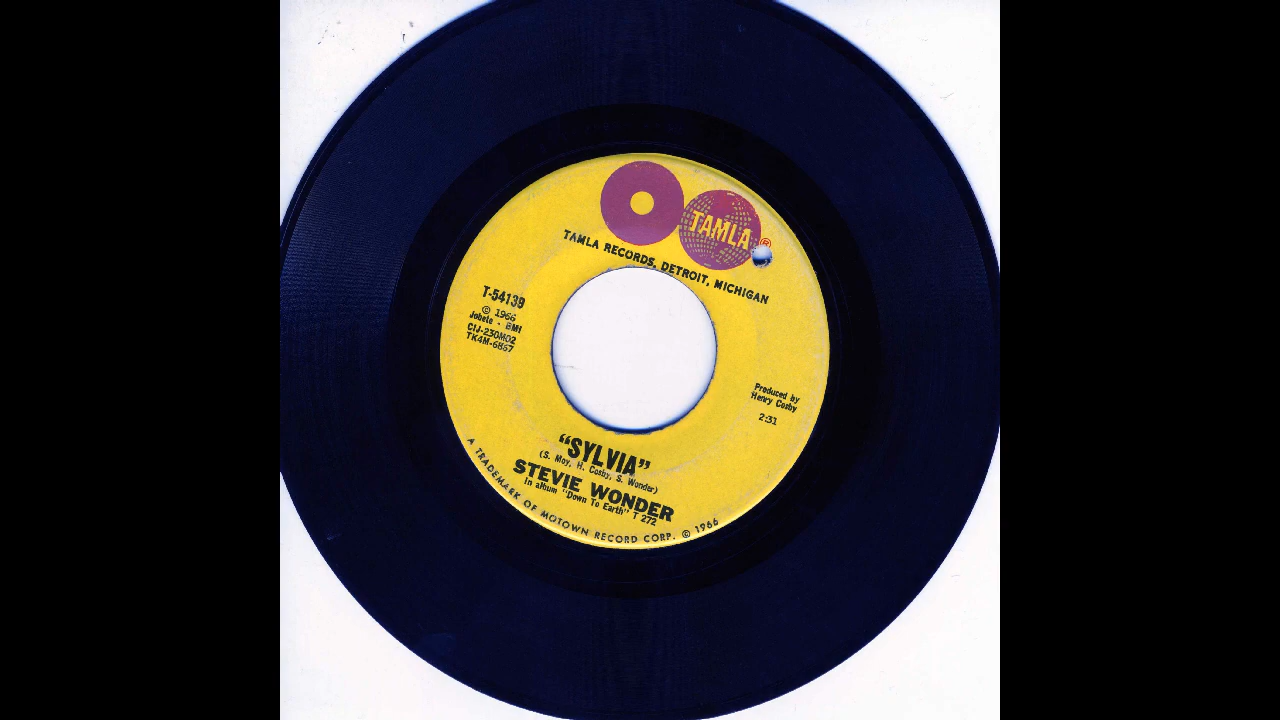 TAMLA
®
TAMLA RECORDS, DETROIT, MICHIGAN
T-54139
© 1966
Jobete - BMI
CIJ-230M02
TK4M-6867
Produced by
Henry Cosby
2:31
“SYLVIA”
(S. Moy, H. Cosby, S. Wonder)
STEVIE WONDER
In album "Down To Earth" T 272
A TRADEMARK OF MOTOWN RECORD CORP. © 1966